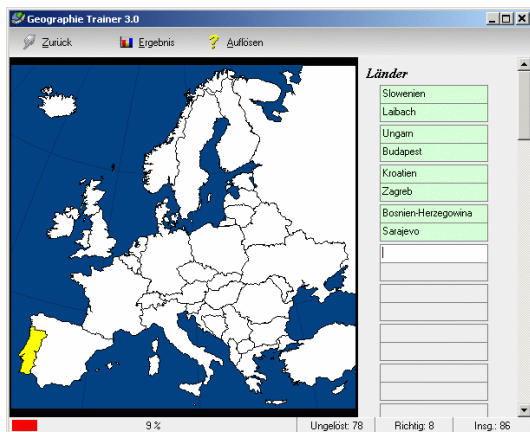 Geographie Trainer 3.0
Zurück Ergebnis Auflösen
Länder
Slowenien
Laibach
Ungarn
Budapest
Kroatien
Zagreb
Bosnien-Herzegowina
Sarajevo
9 % Ungelöst: 78 Richtig: 8 Insg.: 86